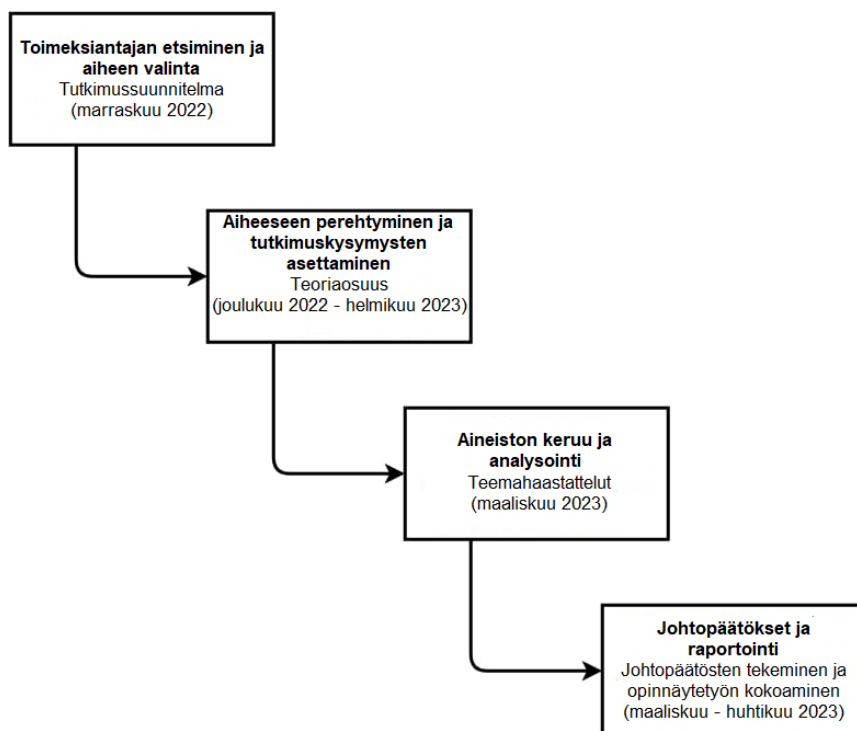 Toimeksiantajan etsiminen ja
aiheen valinta
Tutkimussuunnitelma
(marraskuu 2022)
Aiheeseen perehtyminen ja
tutkimuskysymysten
asettaminen
Teoriaosuus
(joulukuu 2022 - helmikuu 2023)
Aineiston keruu ja
analysointi
Teemahaastattelut
(maaliskuu 2023)
Johtopäätökset ja
raportointi
Johtopäätösten tekeminen ja
opinnäytetyön kokoaminen
(maaliskuu - huhtikuu 2023)